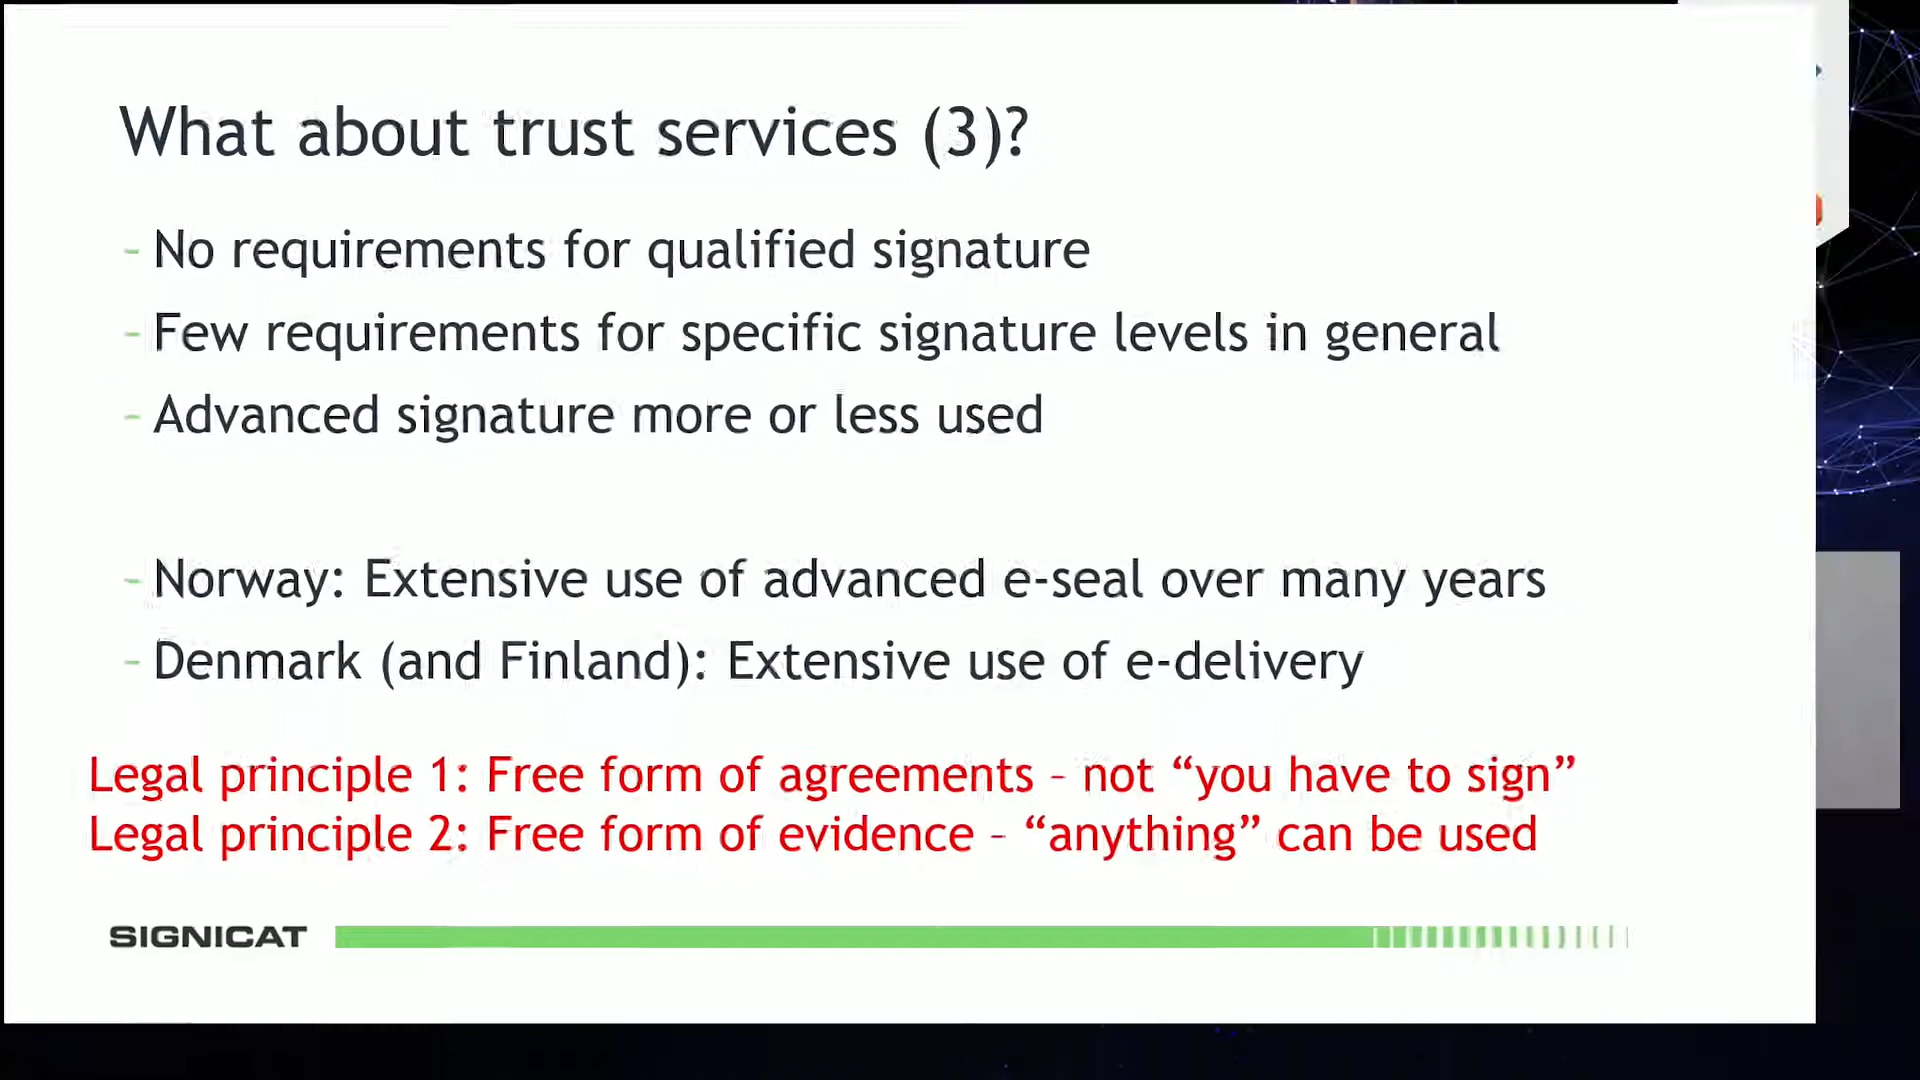 What about trust services (3)?
- No requirements for qualified signature
- Few requirements for specific signature levels in general
- Advanced signature more or less used
- Norway: Extensive use of advanced e-seal over many years
- Denmark (and Finland): Extensive use of e-delivery
Legal principle 1: Free form of agreements – not “you have to sign”
Legal principle 2: Free form of evidence – “anything” can be used
SIGNICAT